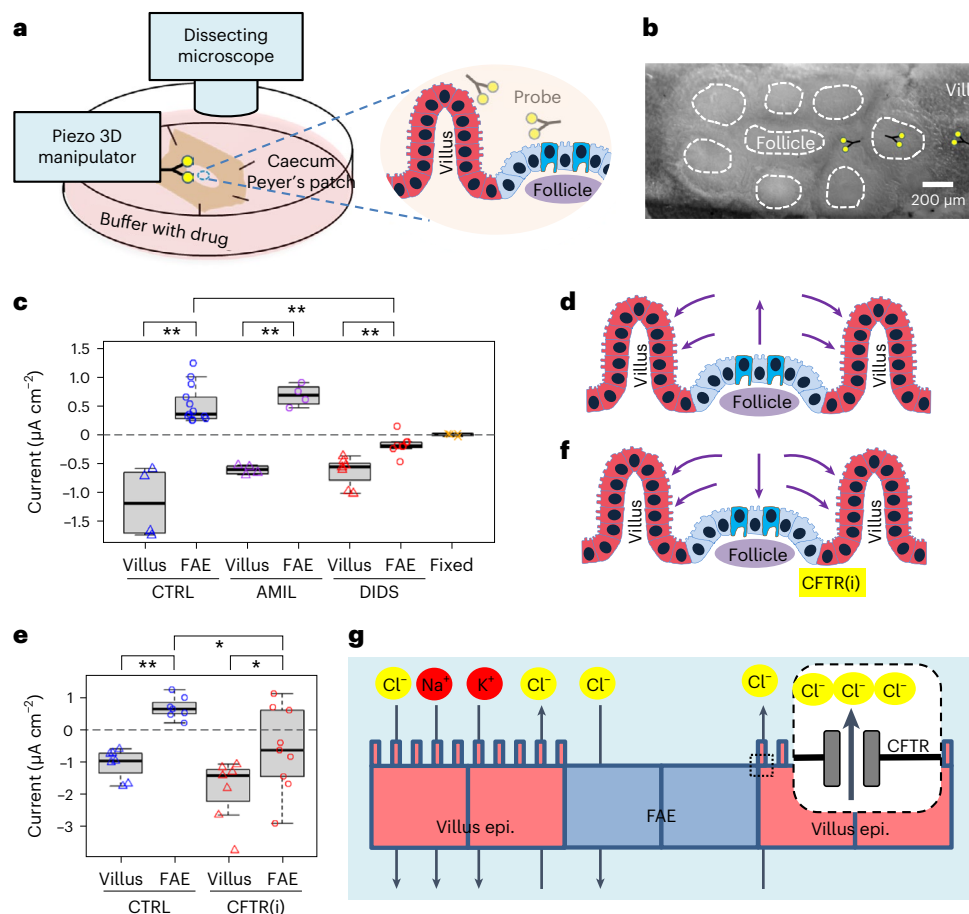 a
Dissecting
microscope
Piezo 3D
manipulator
Caecum
Peyer's patch
Buffer with drug
Probe
Villus
Follicle
b
Vill
Follicle
200 µm
c
**
**
**
**
**
Current (µA cm⁻²)
1.5
1.0
0.5
0
−0.5
−1.0
−1.5
Villus FAE Villus FAE Villus FAE Fixed
CTRL AMIL DIDS
d
Villus
Follicle
Villus
f
Villus
Follicle
Villus
CFTR(i)
e
*
**
*
Current (µA cm⁻²)
1
0
−1
−2
−3
Villus FAE Villus FAE
CTRL CFTR(i)
g
Cl⁻ Na⁺ K⁺ Cl⁻ Cl⁻ Cl⁻ Cl⁻ Cl⁻ Cl⁻
CFTR
Villus epi. FAE Villus epi.